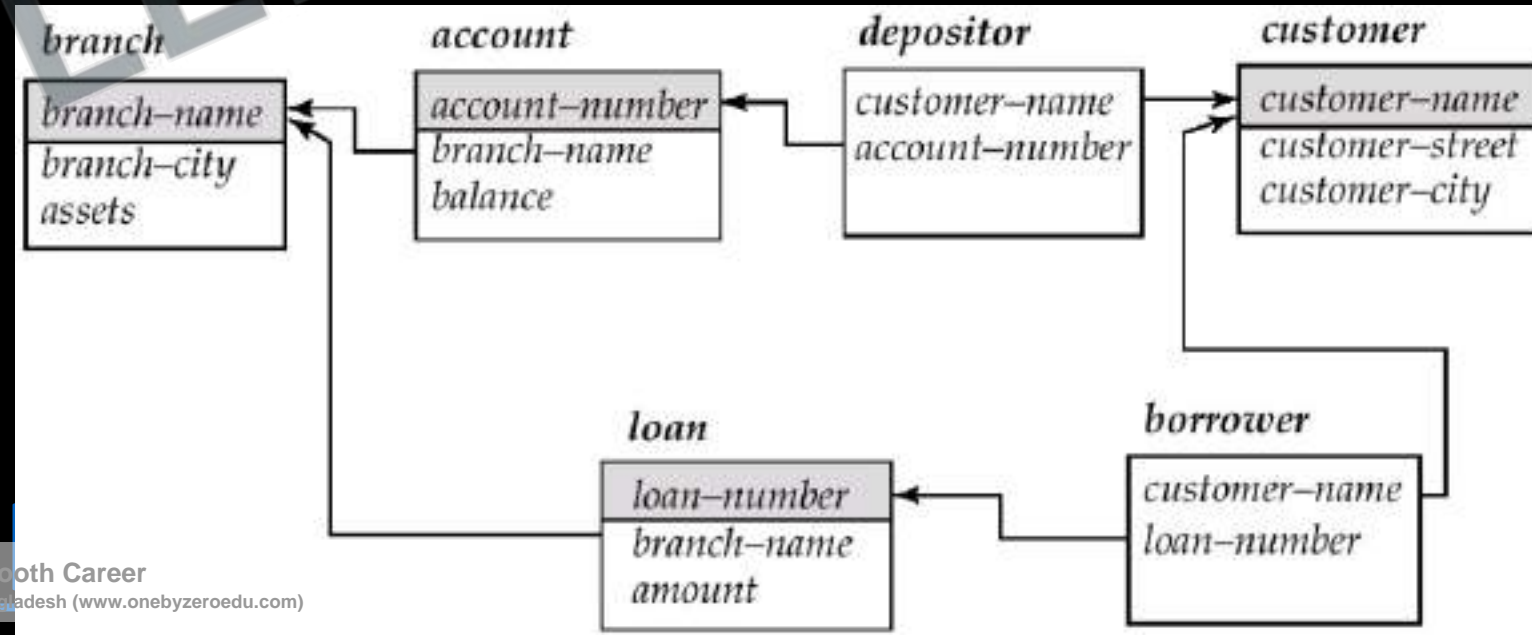 branch
branch–name
branch–city
assets
account
account–number
branch–name
balance
depositor
customer–name
account–number
customer
customer–name
customer–street
customer–city
loan
loan–number
branch–name
amount
borrower
customer–name
loan–number
ooth Career
gladesh (www.onebyzeroedu.com)